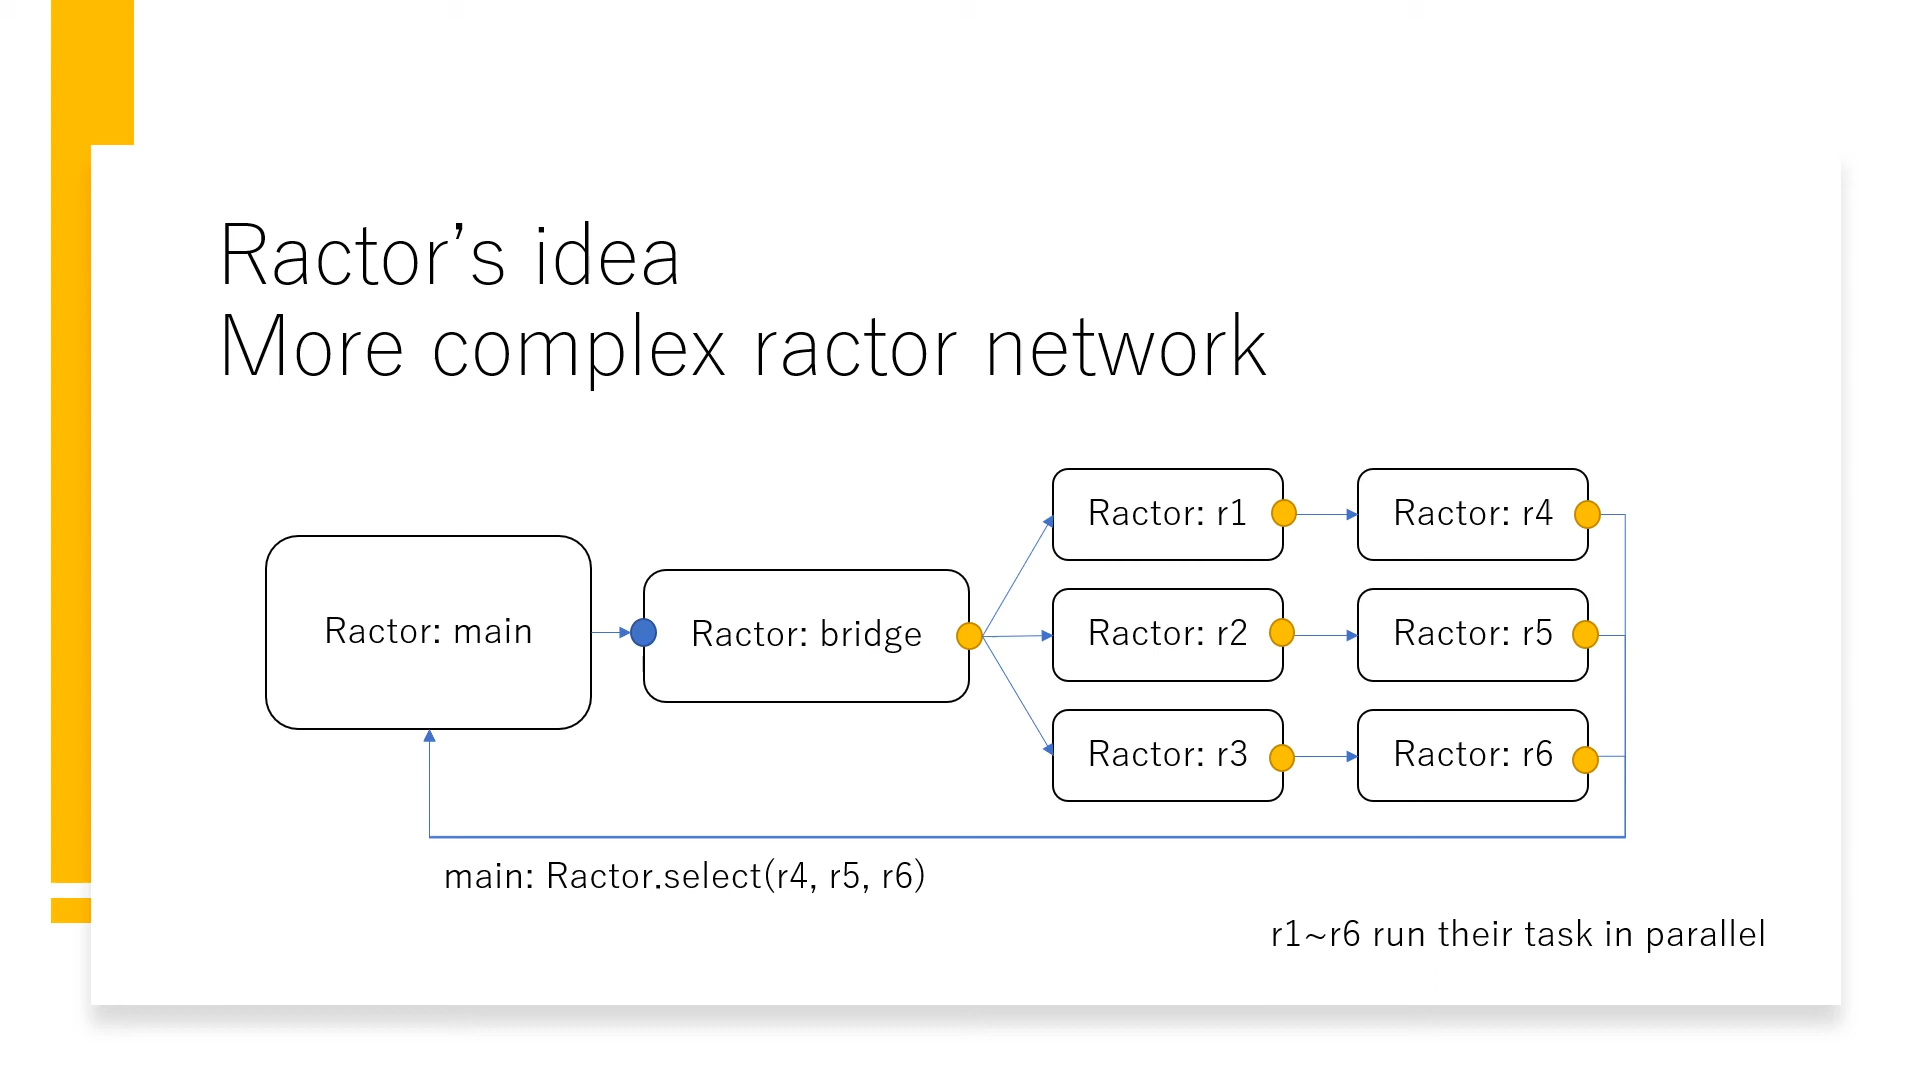 Ractor’s idea
More complex ractor network
Ractor: main
Ractor: bridge
Ractor: r1
Ractor: r4
Ractor: r2
Ractor: r5
Ractor: r3
Ractor: r6
main: Ractor.select(r4, r5, r6)
r1~r6 run their task in parallel